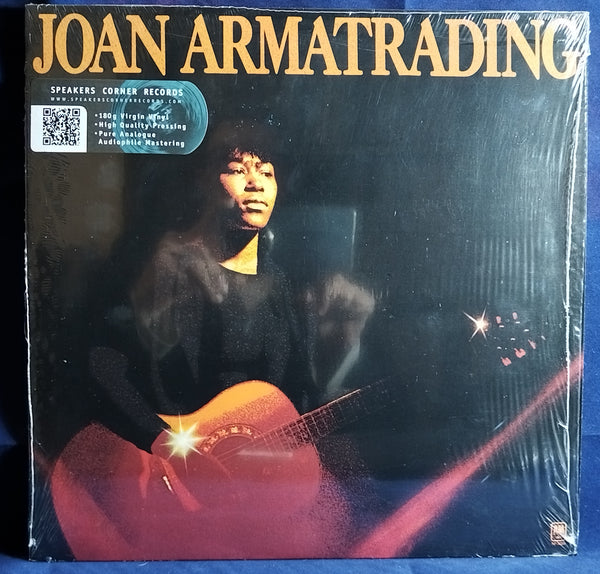 JOAN ARMATRADING
SPEAKERS CORNER RECORDS
WWW.SPEAKERSCORNERRECORDS.COM
•180g Virgin Vinyl
•High Quality Pressing
•Pure Analogue
Audiophile Mastering